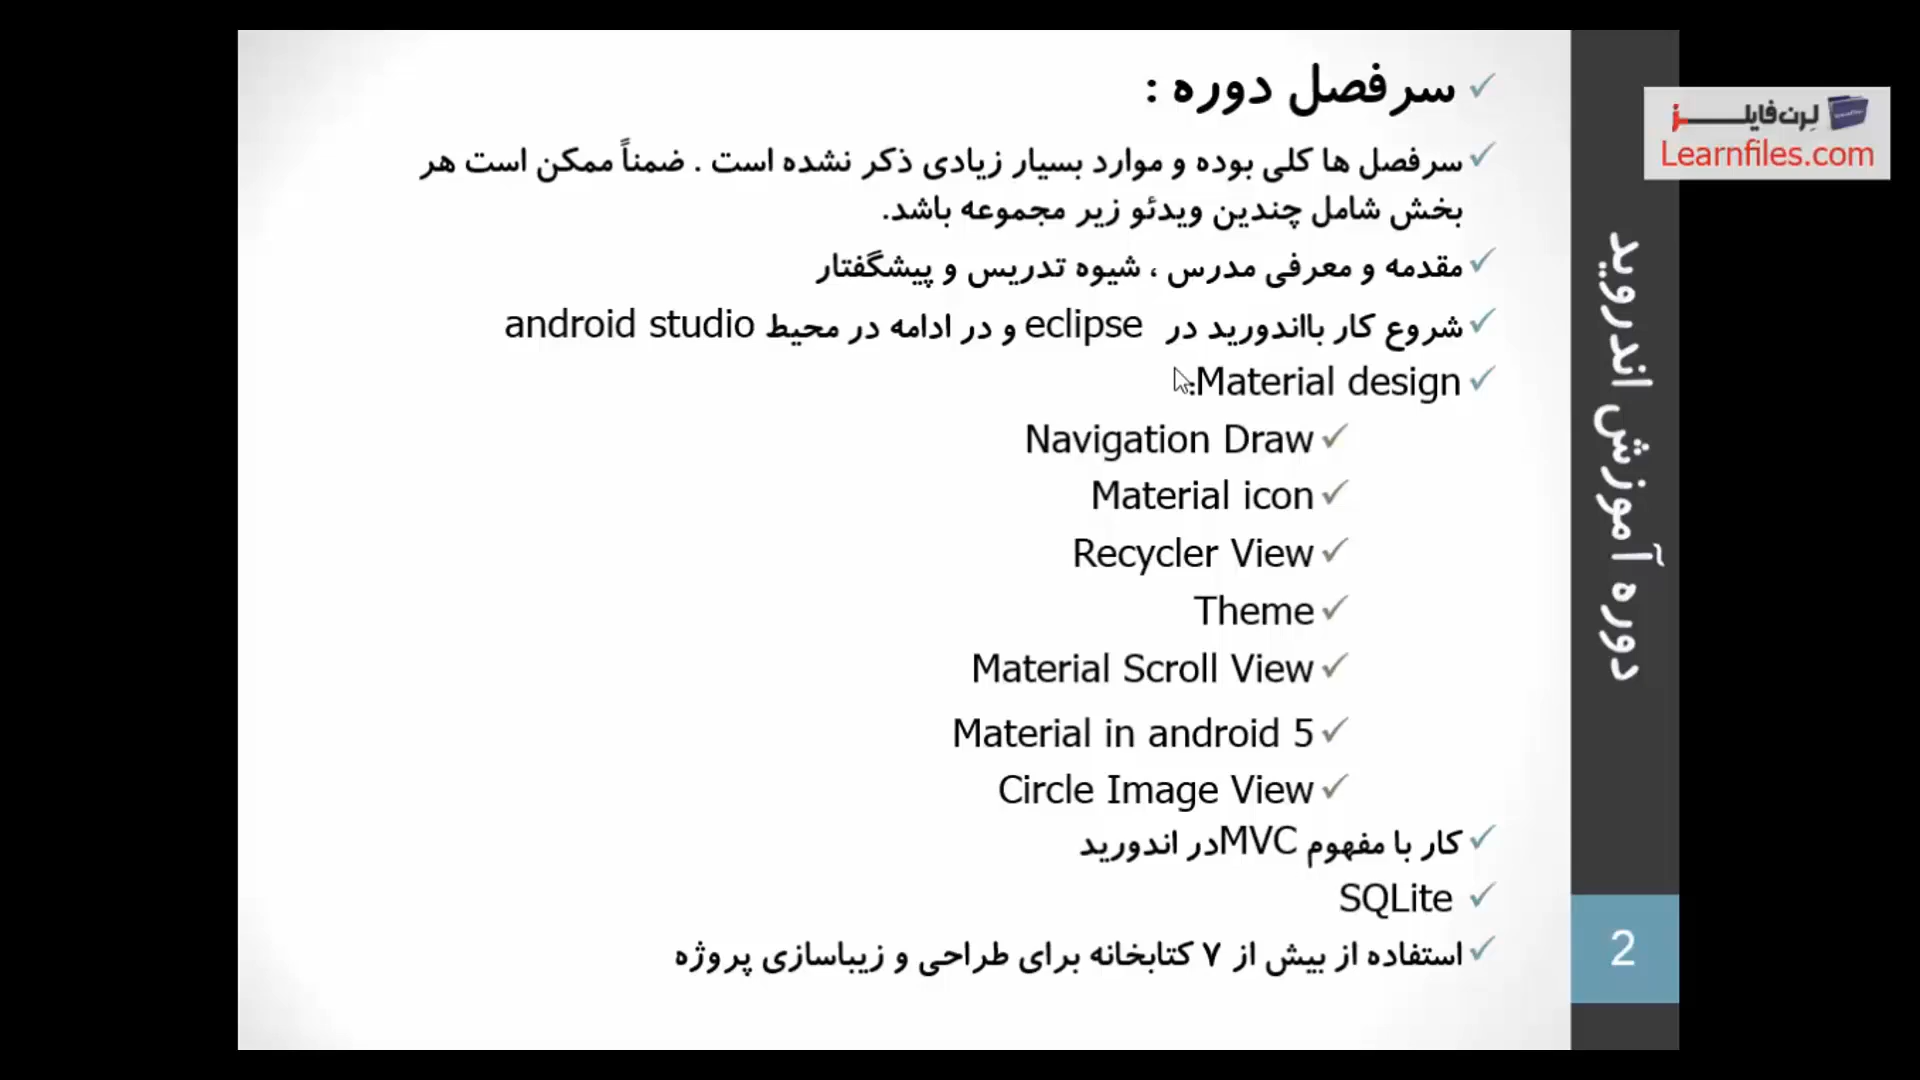 سرفصل دوره :
سرفصل ها کلی بوده و موارد بسیار زیادی ذکر نشده است . ضمناً ممکن است هر
بخش شامل چندین ویدئو زیر مجموعه باشد.
مقدمه و معرفی مدرس ، شیوه تدریس و پیشگفتار
شروع کار بااندورید در eclipse و در ادامه در محیط android studio
Material design:
Navigation Draw
Material icon
Recycler View
Theme
Material Scroll View
Material in android 5
Circle Image View
کار با مفهوم MVCدر اندورید
SQLite
استفاده از بیش از ۷ کتابخانه برای طراحی و زیباسازی پروژه
لرن‌فایلز
Learnfiles.com
دوره آموزش اندروید
2